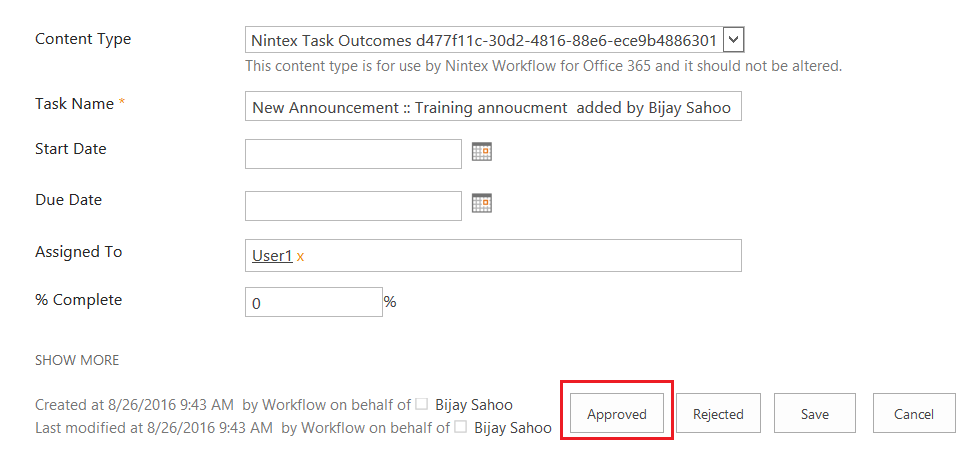 Content Type
Nintex Task Outcomes d477f11c-30d2-4816-88e6-ece9b4886301
This content type is for use by Nintex Workflow for Office 365 and it should not be altered.
Task Name *
New Announcement :: Training annoucment  added by Bijay Sahoo
Start Date
Due Date
Assigned To
User1 x
% Complete
0
%
SHOW MORE
Created at 8/26/2016 9:43 AM  by Workflow on behalf of Bijay Sahoo
Last modified at 8/26/2016 9:43 AM  by Workflow on behalf of Bijay Sahoo
Approved
Rejected
Save
Cancel